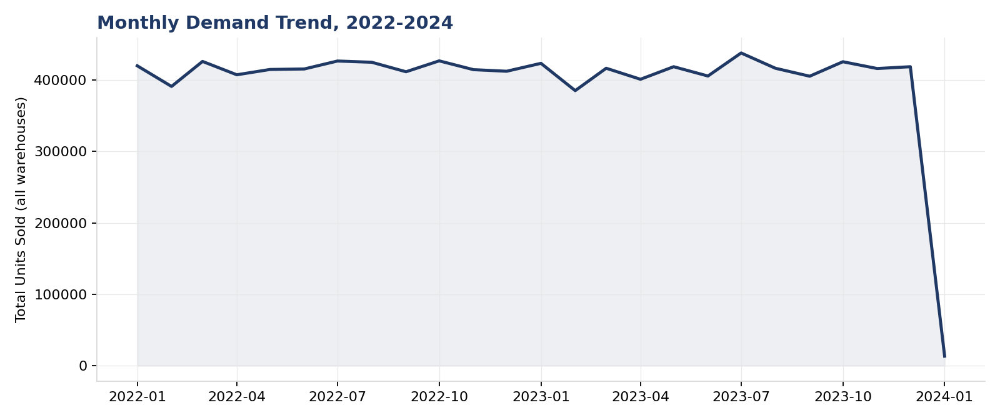 Monthly Demand Trend, 2022-2024
Total Units Sold (all warehouses)
400000
300000
200000
100000
0
2022-01 2022-04 2022-07 2022-10 2023-01 2023-04 2023-07 2023-10 2024-01